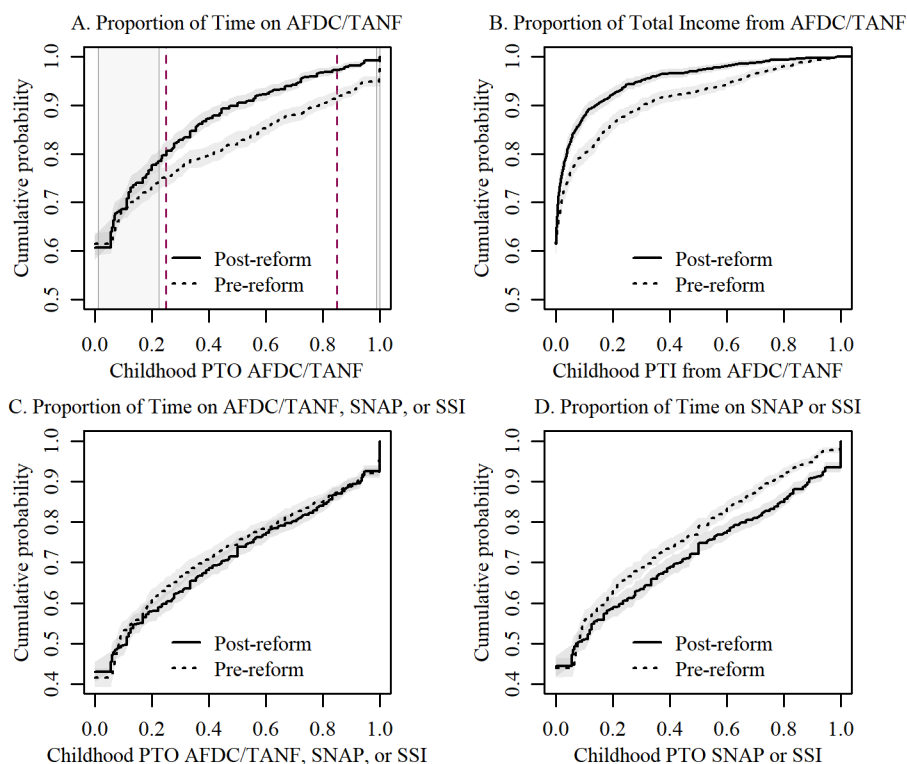 A. Proportion of Time on AFDC/TANF
Cumulative probability
0.5 0.6 0.7 0.8 0.9 1.0
Post-reform
Pre-reform
0.0 0.2 0.4 0.6 0.8 1.0
Childhood PTO AFDC/TANF
B. Proportion of Total Income from AFDC/TANF
Cumulative probability
0.5 0.6 0.7 0.8 0.9 1.0
Post-reform
Pre-reform
0.0 0.2 0.4 0.6 0.8 1.0
Childhood PTI from AFDC/TANF
C. Proportion of Time on AFDC/TANF, SNAP, or SSI
Cumulative probability
0.4 0.5 0.6 0.7 0.8 0.9 1.0
Post-reform
Pre-reform
0.0 0.2 0.4 0.6 0.8 1.0
Childhood PTO AFDC/TANF, SNAP, or SSI
D. Proportion of Time on SNAP or SSI
Cumulative probability
0.4 0.5 0.6 0.7 0.8 0.9 1.0
Post-reform
Pre-reform
0.0 0.2 0.4 0.6 0.8 1.0
Childhood PTO SNAP or SSI